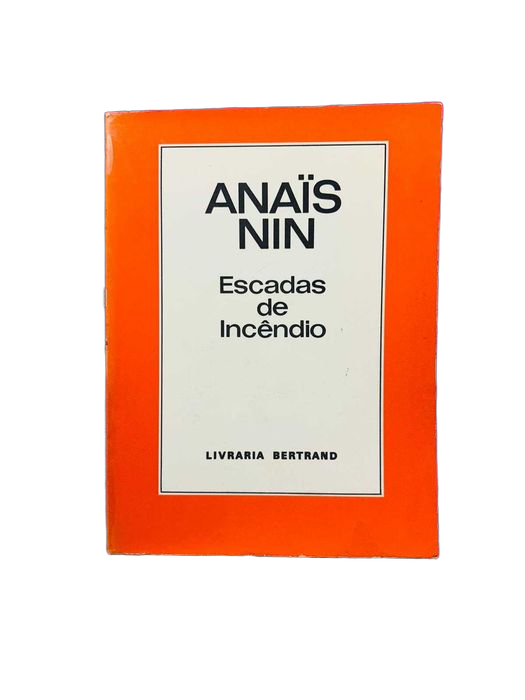 ANAÏS
NIN
Escadas
de
Incêndio
LIVRARIA BERTRAND